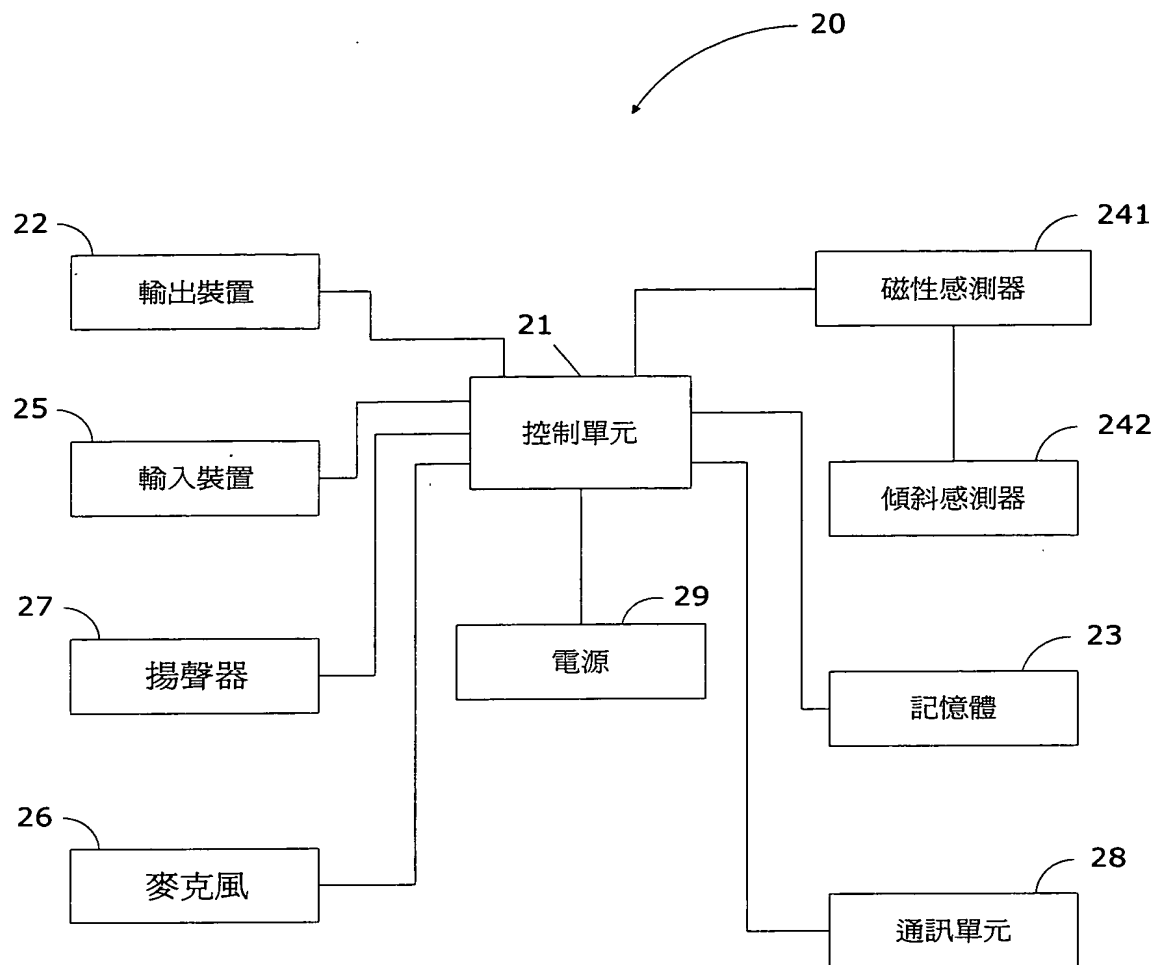 20
22
輸出裝置
241
磁性感測器
21
控制單元
25
輸入裝置
242
傾斜感測器
27
揚聲器
29
電源
23
記憶體
26
麥克風
28
通訊單元